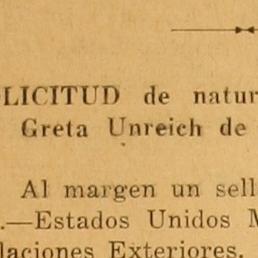 LICITUD de natur
Greta Unreich de
Al margen un sell
.—Estados Unidos M
laciones Exteriores.